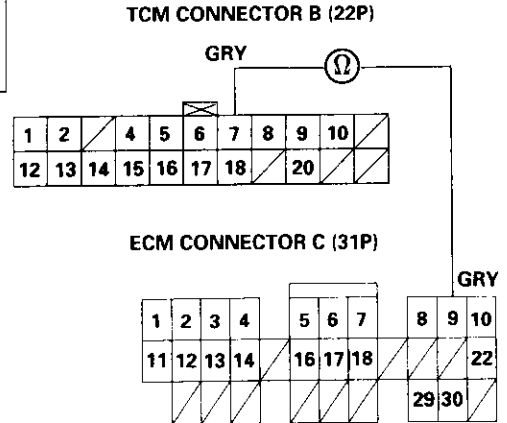 TCM CONNECTOR B (22P)
GRY
Ω
1 2 4 5 6 7 8 9 10
12 13 14 15 16 17 18 20
ECM CONNECTOR C (31P)
GRY
1 2 3 4 5 6 7 8 9 10
11 12 13 14 16 17 18 22
29 30